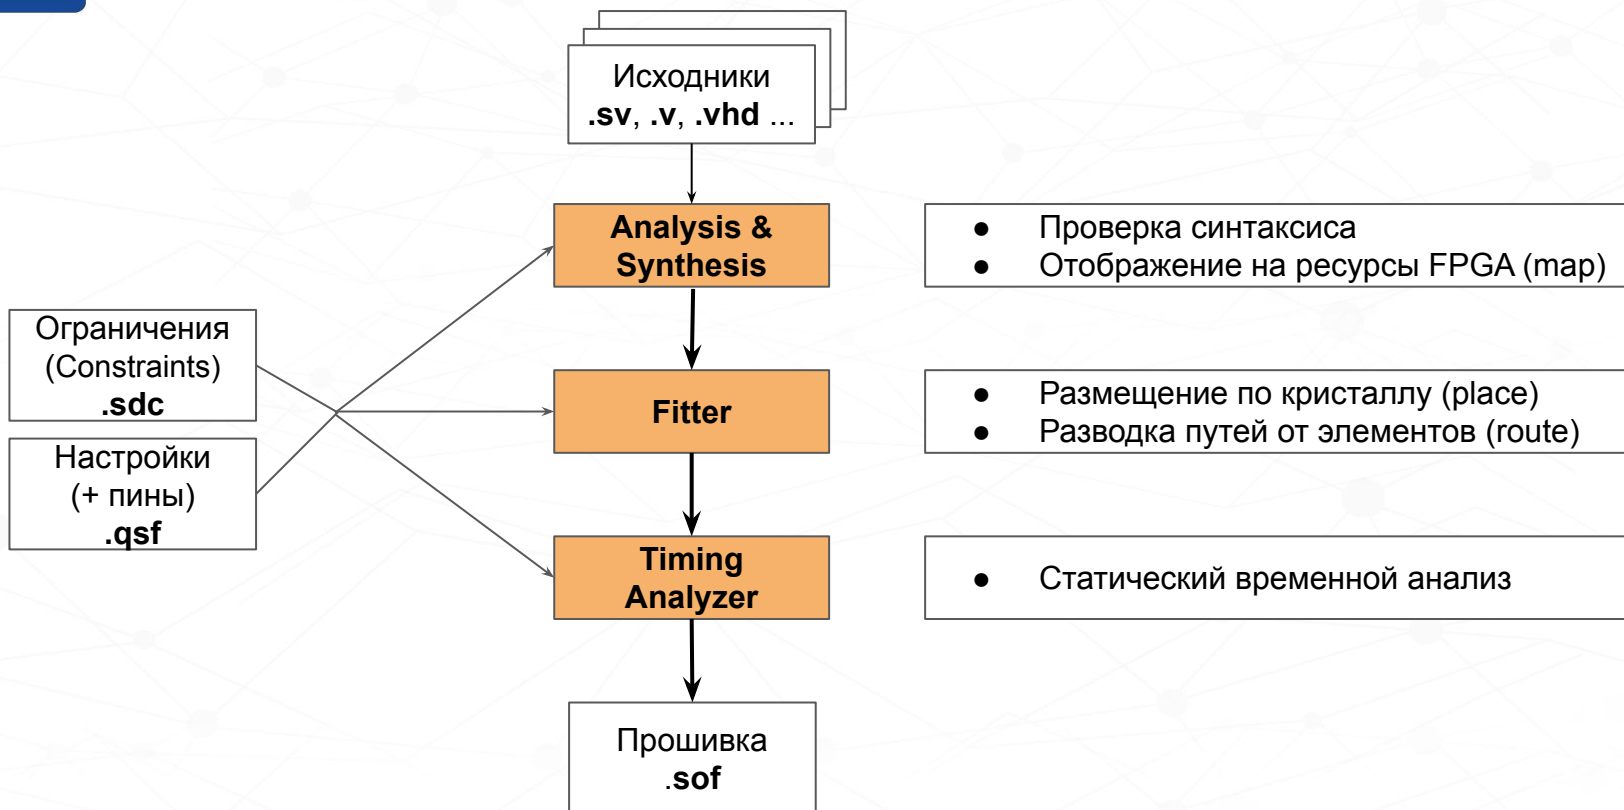 Исходники
.sv, .v, .vhd ...
Analysis &
Synthesis
● Проверка синтаксиса
● Отображение на ресурсы FPGA (map)
Ограничения
(Constraints)
.sdc
Fitter
● Размещение по кристаллу (place)
● Разводка путей от элементов (route)
Настройки
(+ пины)
.qsf
Timing
Analyzer
● Статический временной анализ
Прошивка
.sof